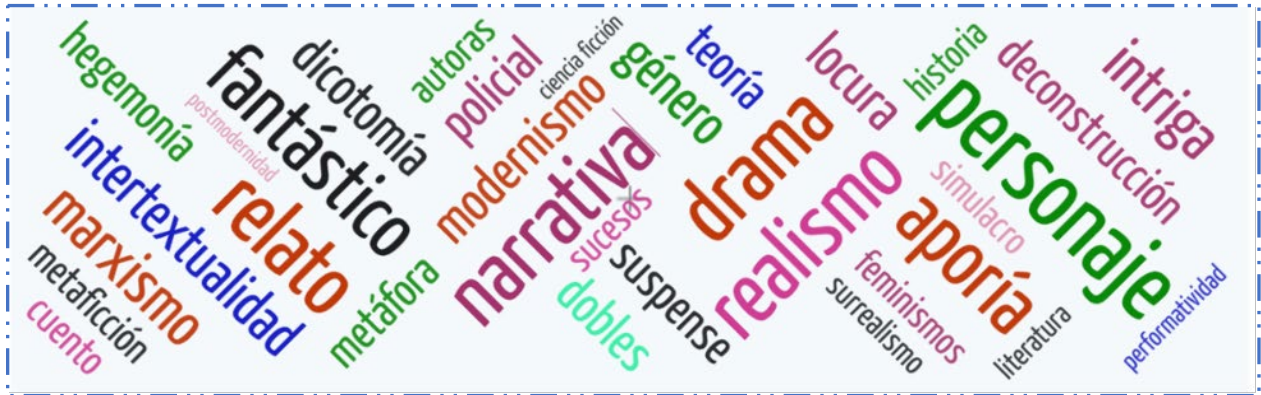 hegemonía
fantástico
dicotomía
autoras
policial
ciencia ficción
género
teoría
locura
historia
deconstrucción
intriga
postmodernidad
intertextualidad
relato
modernismo
narrativa
drama
realismo
personaje
simulacro
aporía
marxismo
metaficción
cuento
metáfora
sucesos
dobles
suspense
feminismos
surrealismo
literatura
performatividad